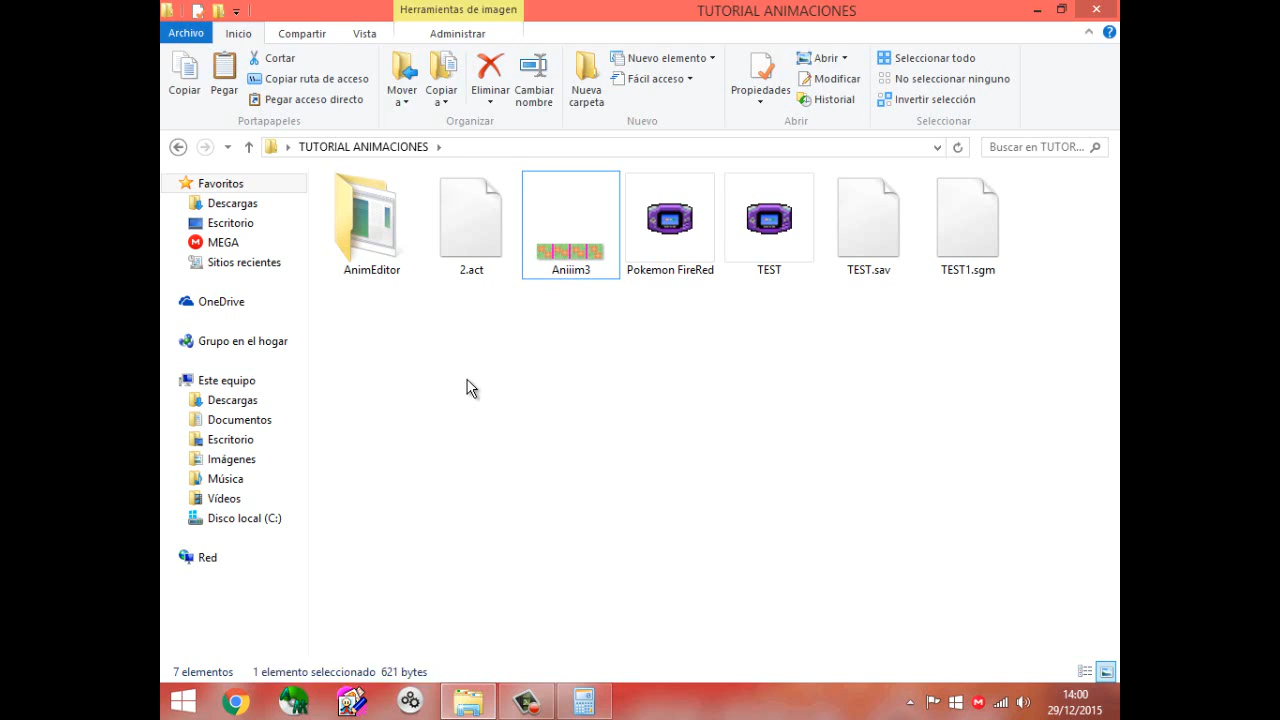 Herramientas de imagen
TUTORIAL ANIMACIONES
Archivo
Inicio
Compartir
Vista
Administrar
Copiar
Pegar
Cortar
Copiar ruta de acceso
Pegar acceso directo
Portapapeles
Mover a
Copiar a
Eliminar
Cambiar nombre
Organizar
Nueva carpeta
Nuevo elemento
Fácil acceso
Nuevo
Propiedades
Abrir
Modificar
Historial
Abrir
Seleccionar todo
No seleccionar ninguno
Invertir selección
Seleccionar
TUTORIAL ANIMACIONES
Buscar en TUTOR...
Favoritos
Descargas
Escritorio
MEGA
Sitios recientes
OneDrive
Grupo en el hogar
Este equipo
Descargas
Documentos
Escritorio
Imágenes
Música
Vídeos
Disco local (C:)
Red
AnimEditor
2.act
Aniiim3
Pokemon FireRed
TEST
TEST.sav
TEST1.sgm
7 elementos
1 elemento seleccionado 621 bytes
14:00
29/12/2015